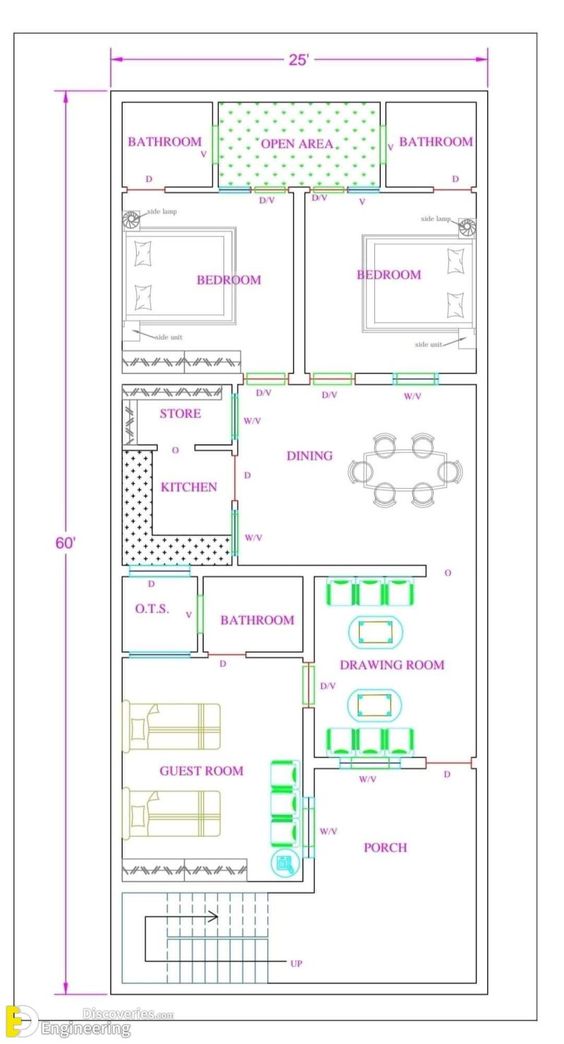 25'
BATHROOM
OPEN AREA
BATHROOM
V
V
D
D/V
D/V
V
D
side lamp
side lamp
BEDROOM
BEDROOM
side unit
side unit
D/V
D/V
W/V
STORE
W/V
O
DINING
KITCHEN
D
W/V
60'
D
O
O.T.S.
V
BATHROOM
D
DRAWING ROOM
D/V
GUEST ROOM
W/V
D
W/V
PORCH
UP
ED
Discoveries.com
Engineering